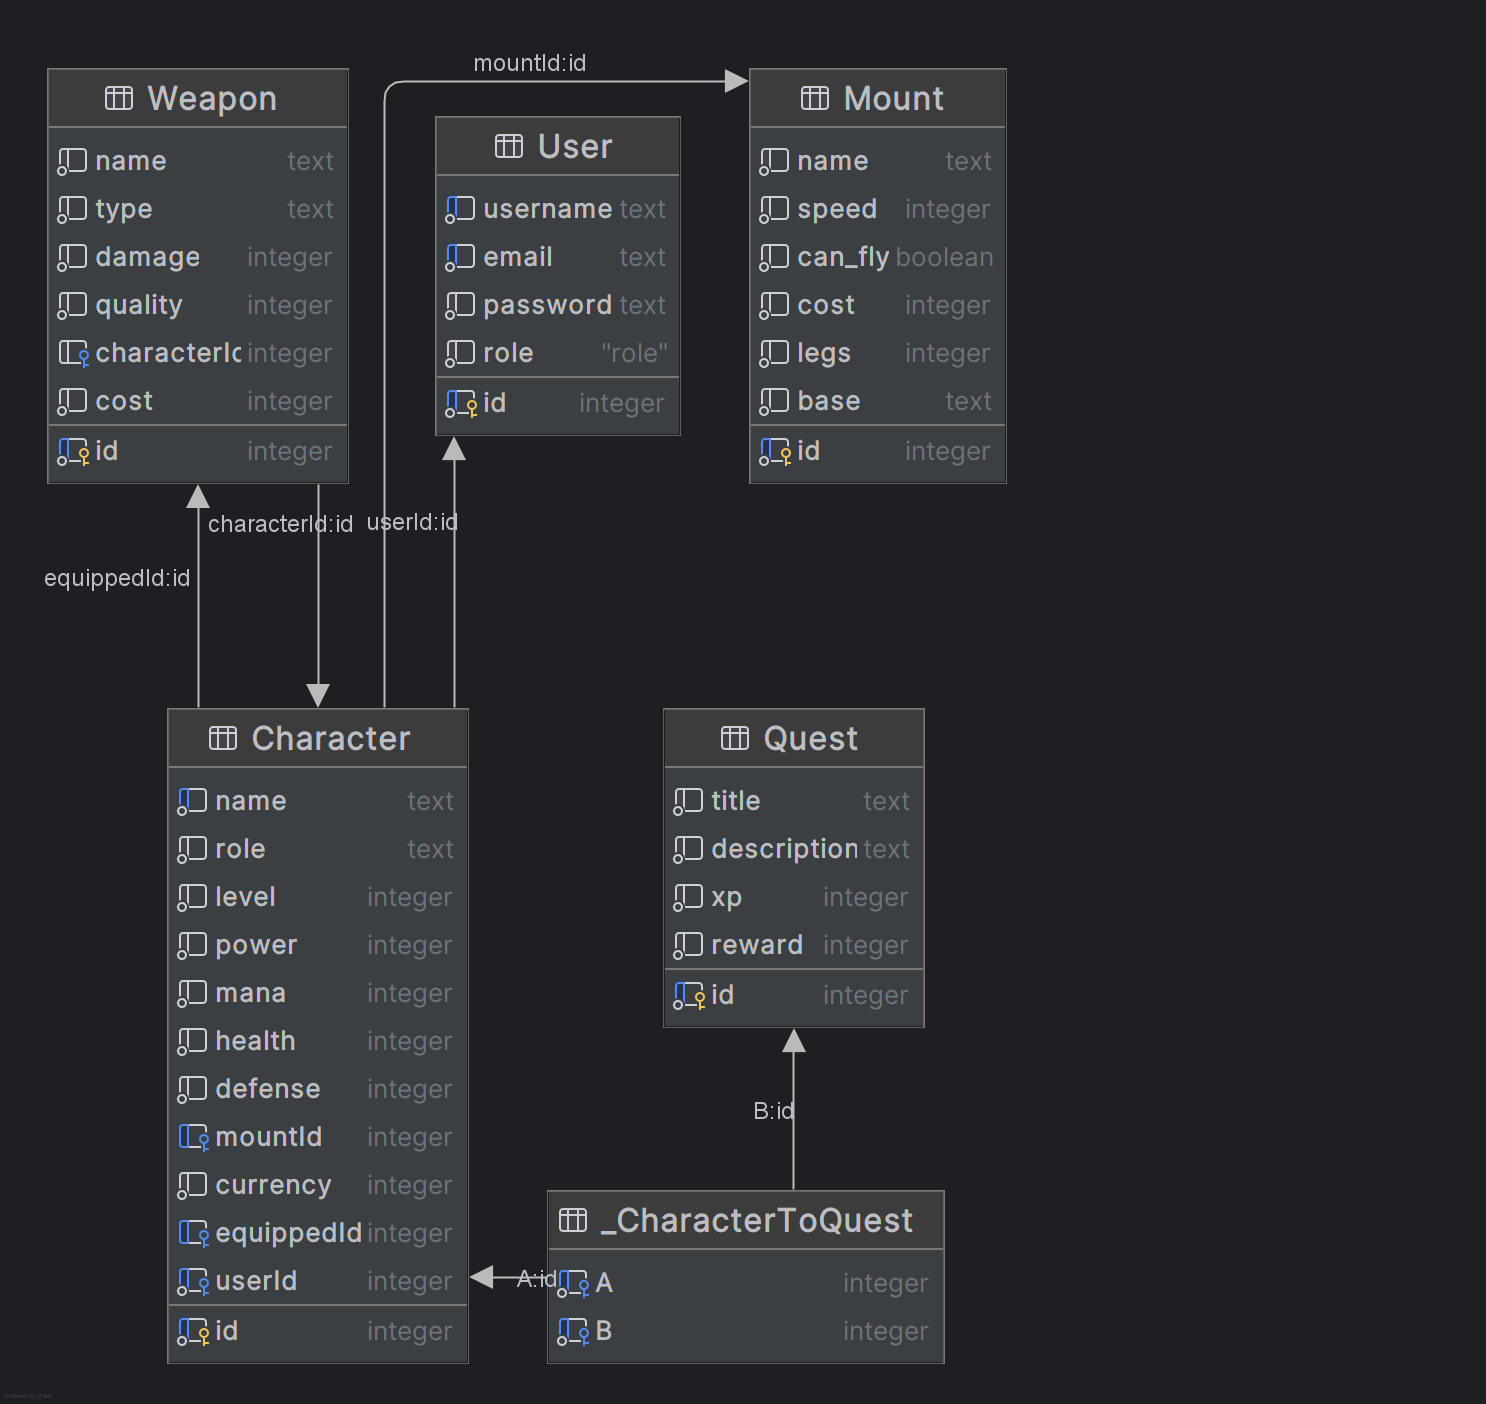 mountId:id
Weapon
name text
type text
damage integer
quality integer
characterIc integer
cost integer
id integer
User
username text
email text
password text
role "role"
id integer
Mount
name text
speed integer
can_fly boolean
cost integer
legs integer
base text
id integer
characterId:id
userId:id
equippedId:id
Character
name text
role text
level integer
power integer
mana integer
health integer
defense integer
mountId integer
currency integer
equippedId integer
userId integer
id integer
Quest
title text
description text
xp integer
reward integer
id integer
B:id
_CharacterToQuest
A:id
A integer
B integer
Powered by yFiles